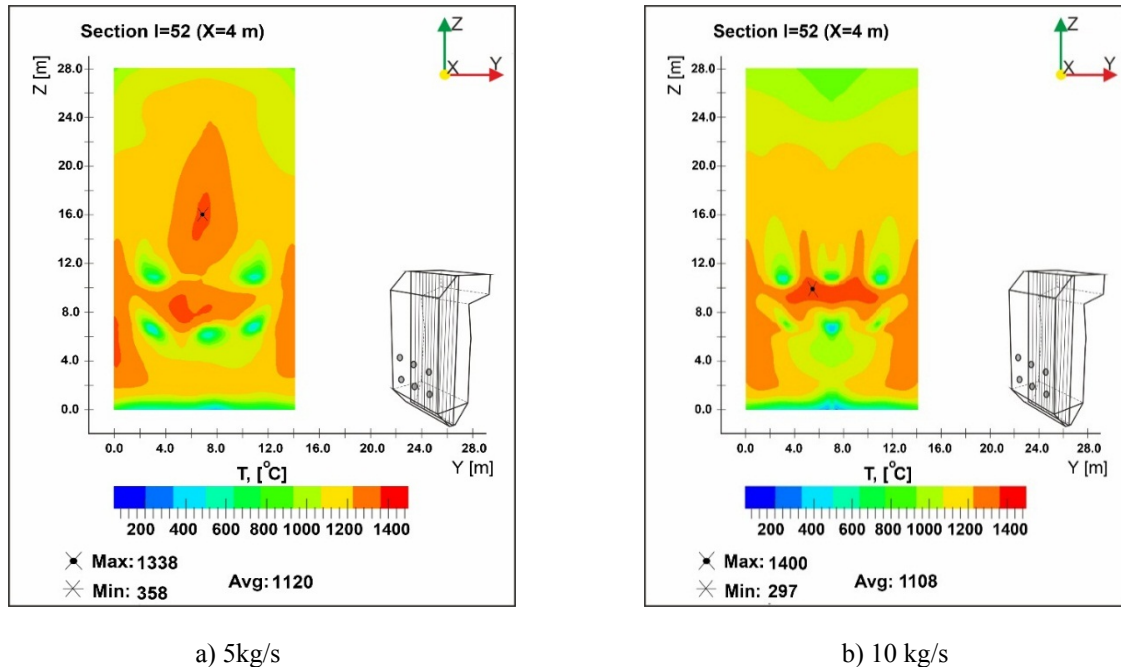 Section I=52 (X=4 m)
Z
X
Y
Z [m]
28.0
24.0
20.0
16.0
12.0
8.0
4.0
0.0
0.0 4.0 8.0 12.0 16.0 20.0 24.0 28.0
Y [m]
T, [°C]
200 400 600 800 1000 1200 1400
Max: 1338
Min: 358
Avg: 1120
a) 5kg/s
Section I=52 (X=4 m)
Z
X
Y
Z [m]
28.0
24.0
20.0
16.0
12.0
8.0
4.0
0.0
0.0 4.0 8.0 12.0 16.0 20.0 24.0 28.0
Y [m]
T, [°C]
200 400 600 800 1000 1200 1400
Max: 1400
Min: 297
Avg: 1108
b) 10 kg/s